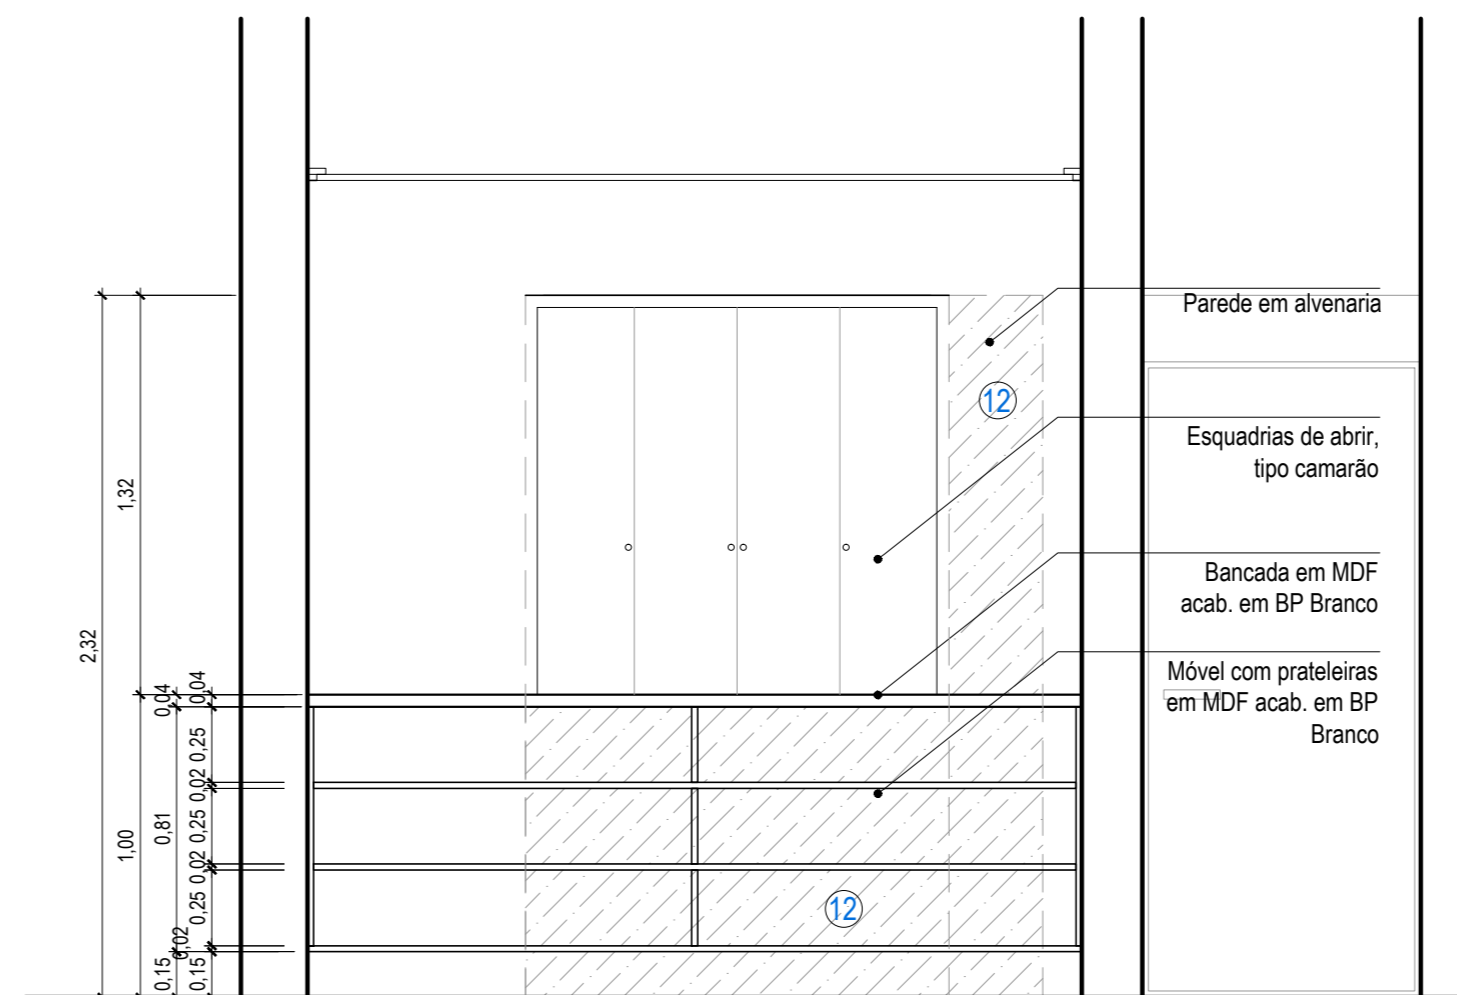 Parede em alvenaria
12
Esquadrias de abrir,
tipo camarão
1,32
Bancada em MDF
acab. em BP Branco
2,32
Móvel com prateleiras
em MDF acab. em BP
Branco
0,04
0,04
0,25
0,02
1,00
0,81
0,25
0,02
0,25
12
0,02
0,15
0,15